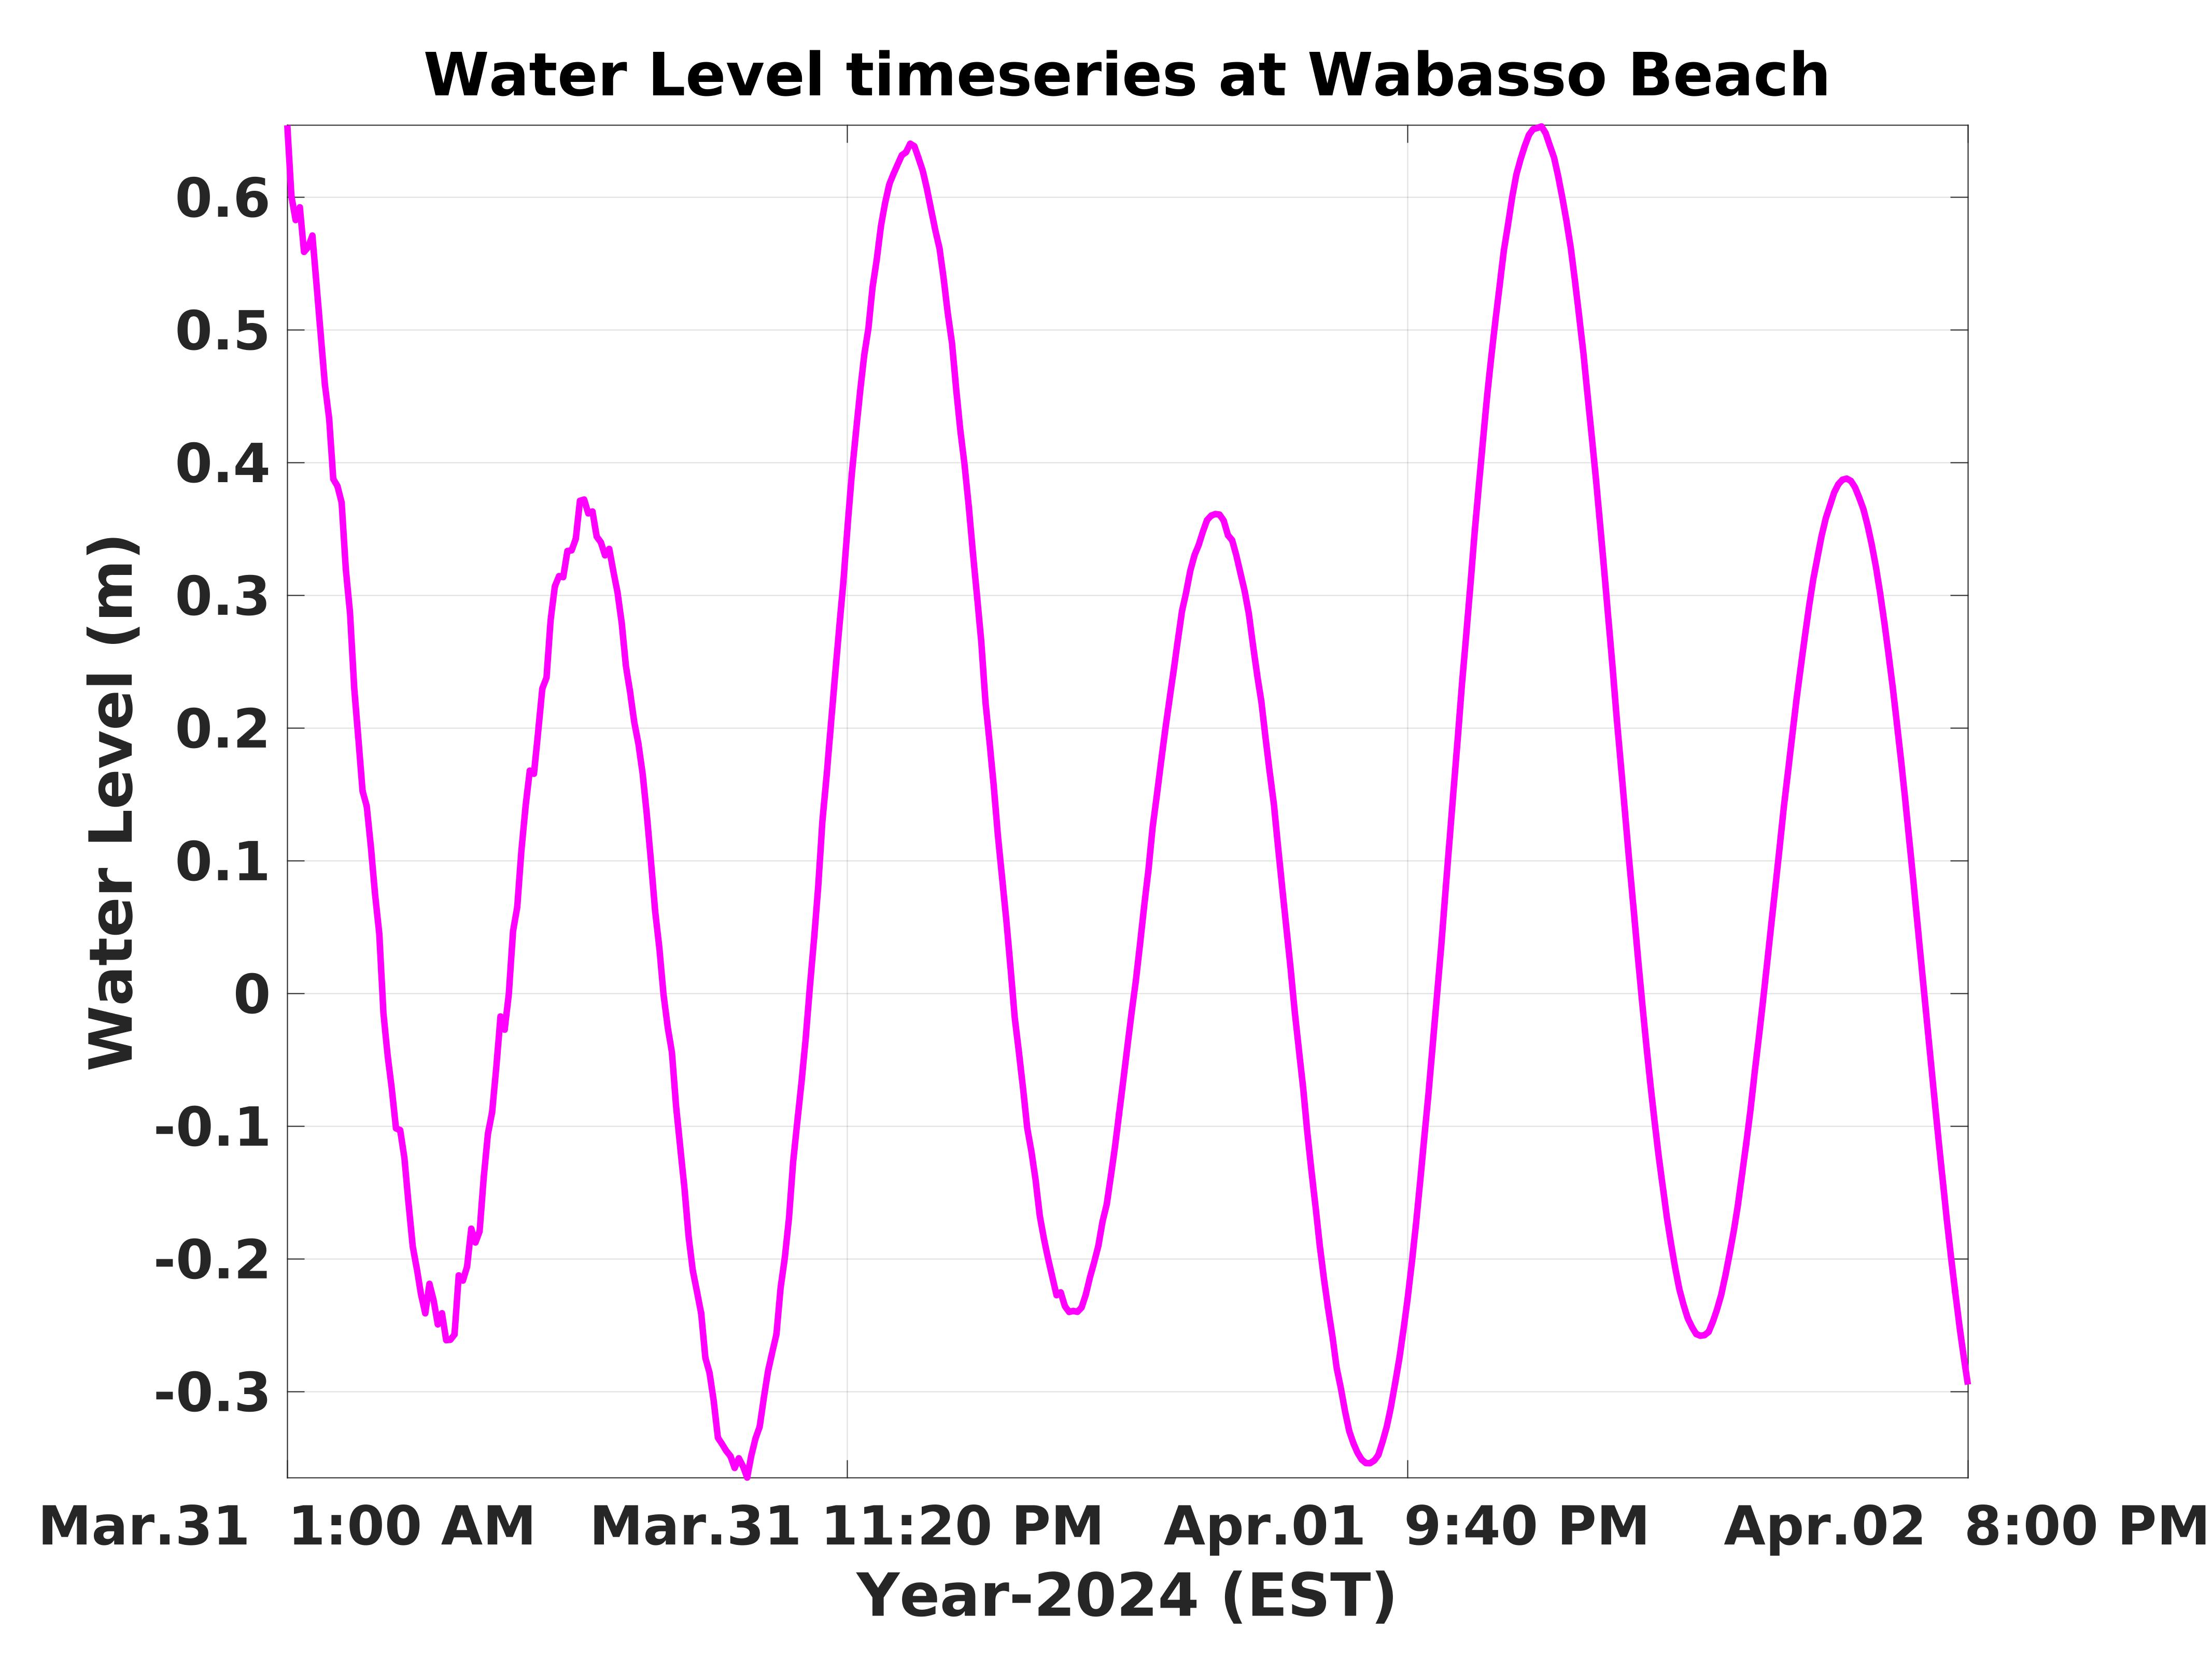 Water Level timeseries at Wabasso Beach
0.6
0.5
0.4
0.3
0.2
0.1
0
-0.1
-0.2
-0.3
Water Level (m)
Mar.31 1:00 AM Mar.31 11:20 PM Apr.01 9:40 PM Apr.02 8:00 PM
Year-2024 (EST)